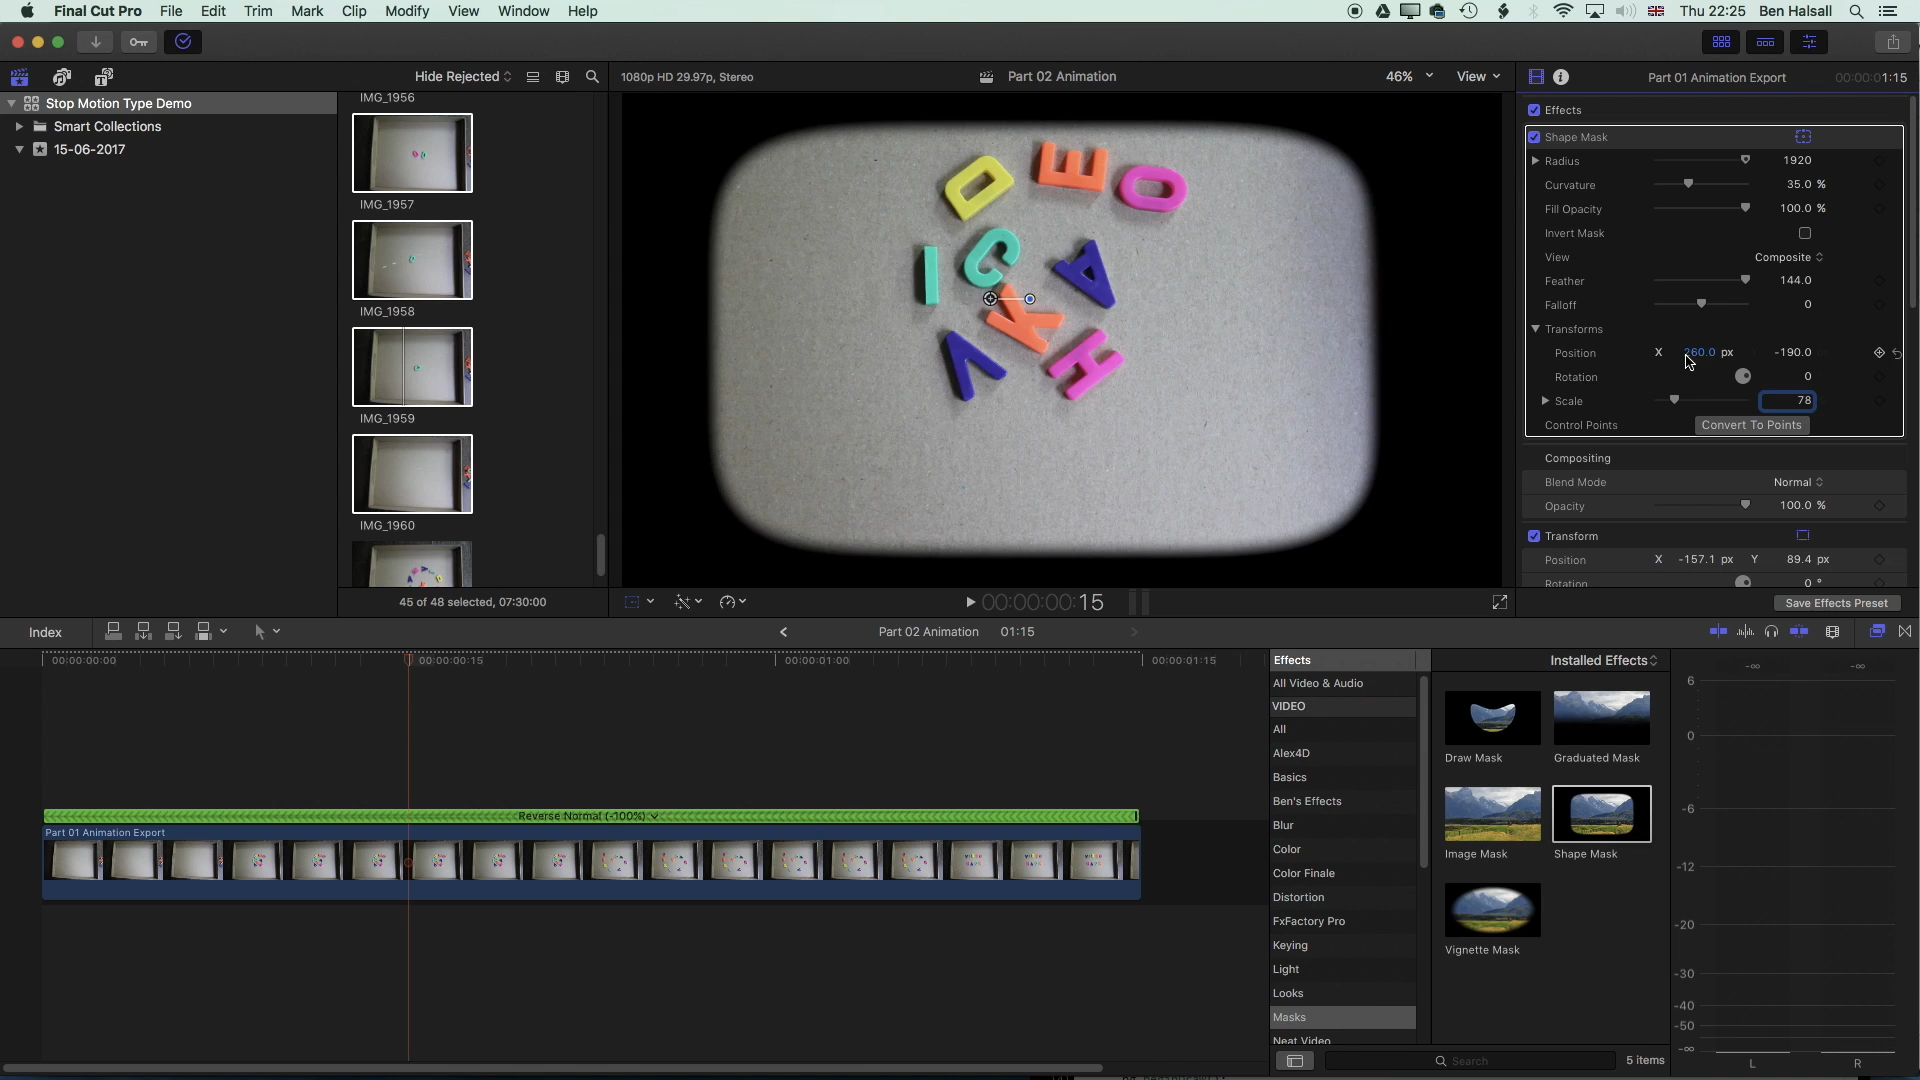 Final Cut Pro File Edit Trim Mark Clip Modify View Window Help Thu 22:25 Ben Halsall
Hide Rejected 1080p HD 29.97p, Stereo Part 02 Animation 46% View Part 01 Animation Export 00:00:01:15
Stop Motion Type Demo
Smart Collections
15-06-2017
IMG_1956
IMG_1957
IMG_1958
IMG_1959
IMG_1960
45 of 48 selected, 07:30:00
D E O
I C A
K
V H
00:00:00:15
Effects
Shape Mask
Radius 1920
Curvature 35.0 %
Fill Opacity 100.0 %
Invert Mask
View Composite
Feather 144.0
Falloff 0
Transforms
Position X 260.0 px -190.0
Rotation 0
Scale 78
Control Points Convert To Points
Compositing
Blend Mode Normal
Opacity 100.0 %
Transform
Position X -157.1 px Y 89.4 px
Rotation 0 °
Save Effects Preset
Index Part 02 Animation 01:15
00:00:00:00 00:00:00:15 00:00:01:00 00:00:01:15
Reverse Normal (-100%)
Part 01 Animation Export
Effects
All Video & Audio
VIDEO
All
Alex4D
Basics
Ben's Effects
Blur
Color
Color Finale
Distortion
FxFactory Pro
Keying
Light
Looks
Masks
Neat Video
Installed Effects
Draw Mask Graduated Mask
Image Mask Shape Mask
Vignette Mask
Search 5 items
-∞ -∞
6
0
-6
-12
-20
-30
-40
-50
-∞
L R